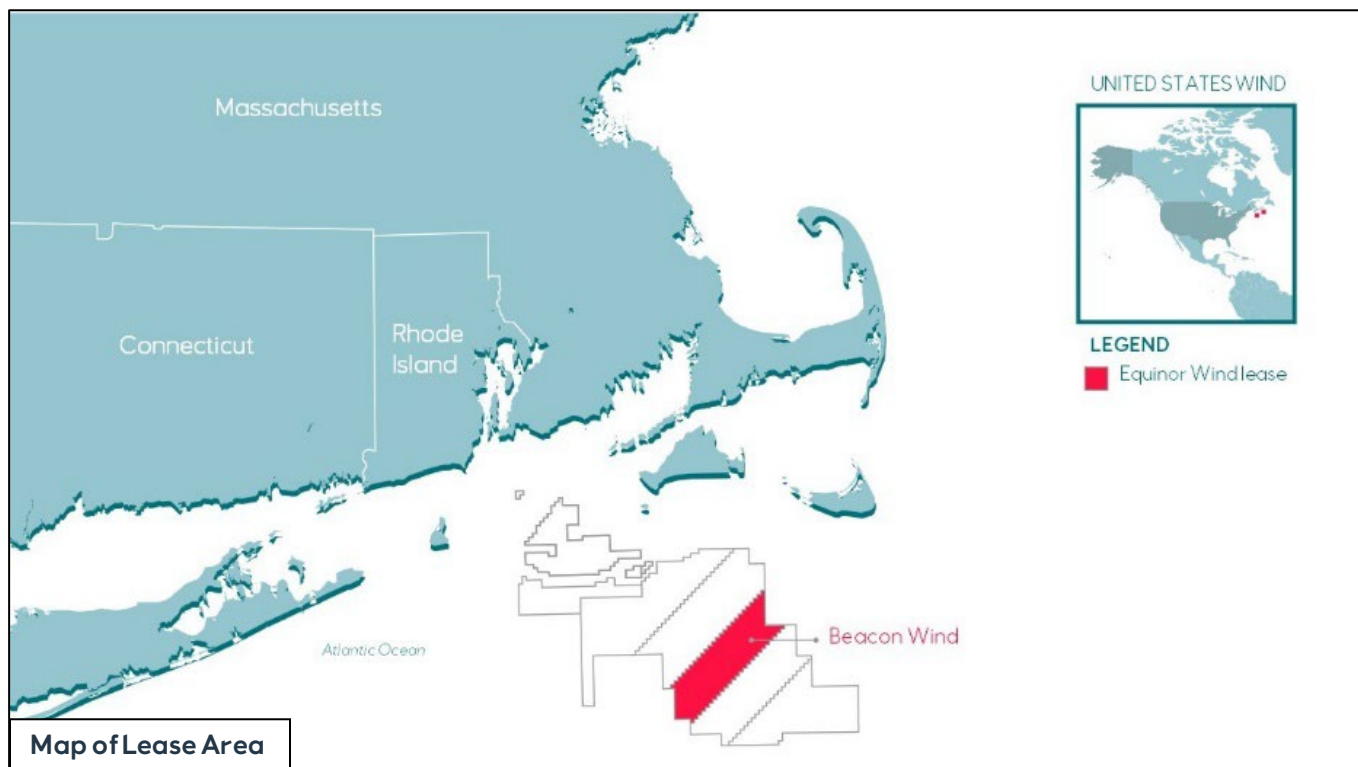 Massachusetts
Connecticut
Rhode
Island
Atlantic Ocean
Beacon Wind
UNITED STATES WIND
LEGEND
Equinor Wind lease
Map of Lease Area